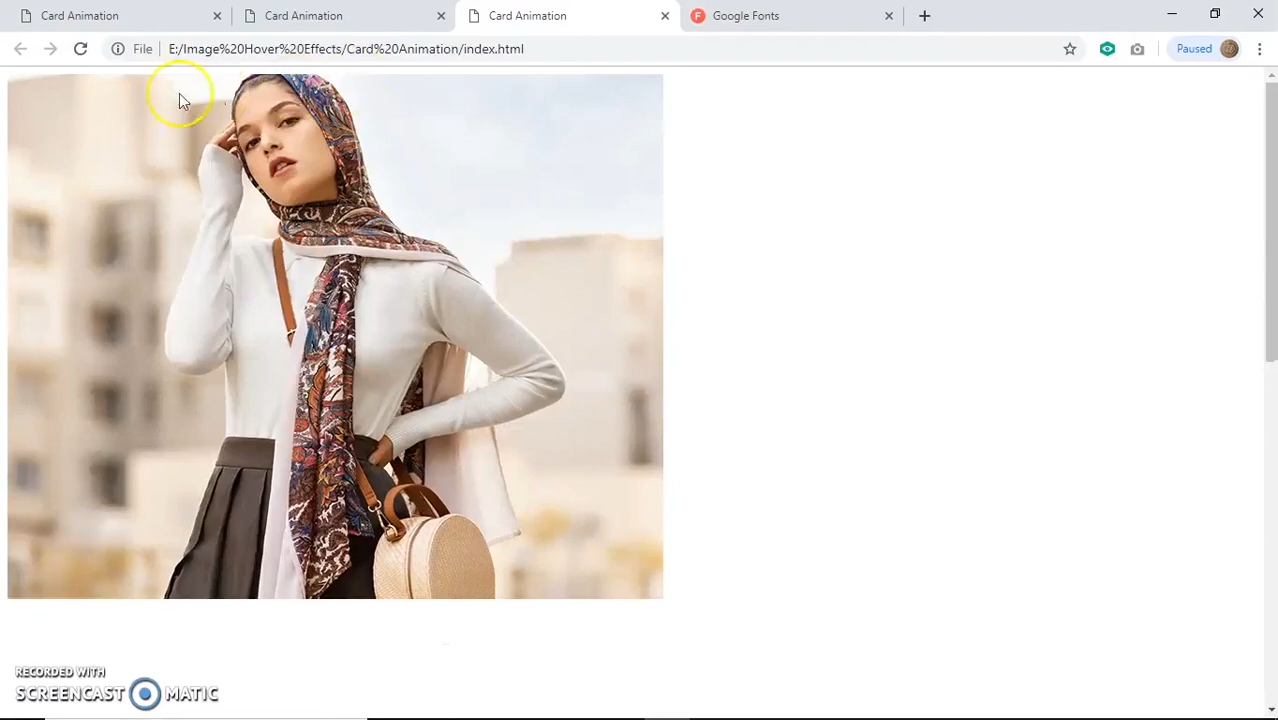 Card Animation
Card Animation
Card Animation
Google Fonts
File
E:/Image%20Hover%20Effects/Card%20Animation/index.html
Paused
RECORDED WITH
SCREENCAST MATIC